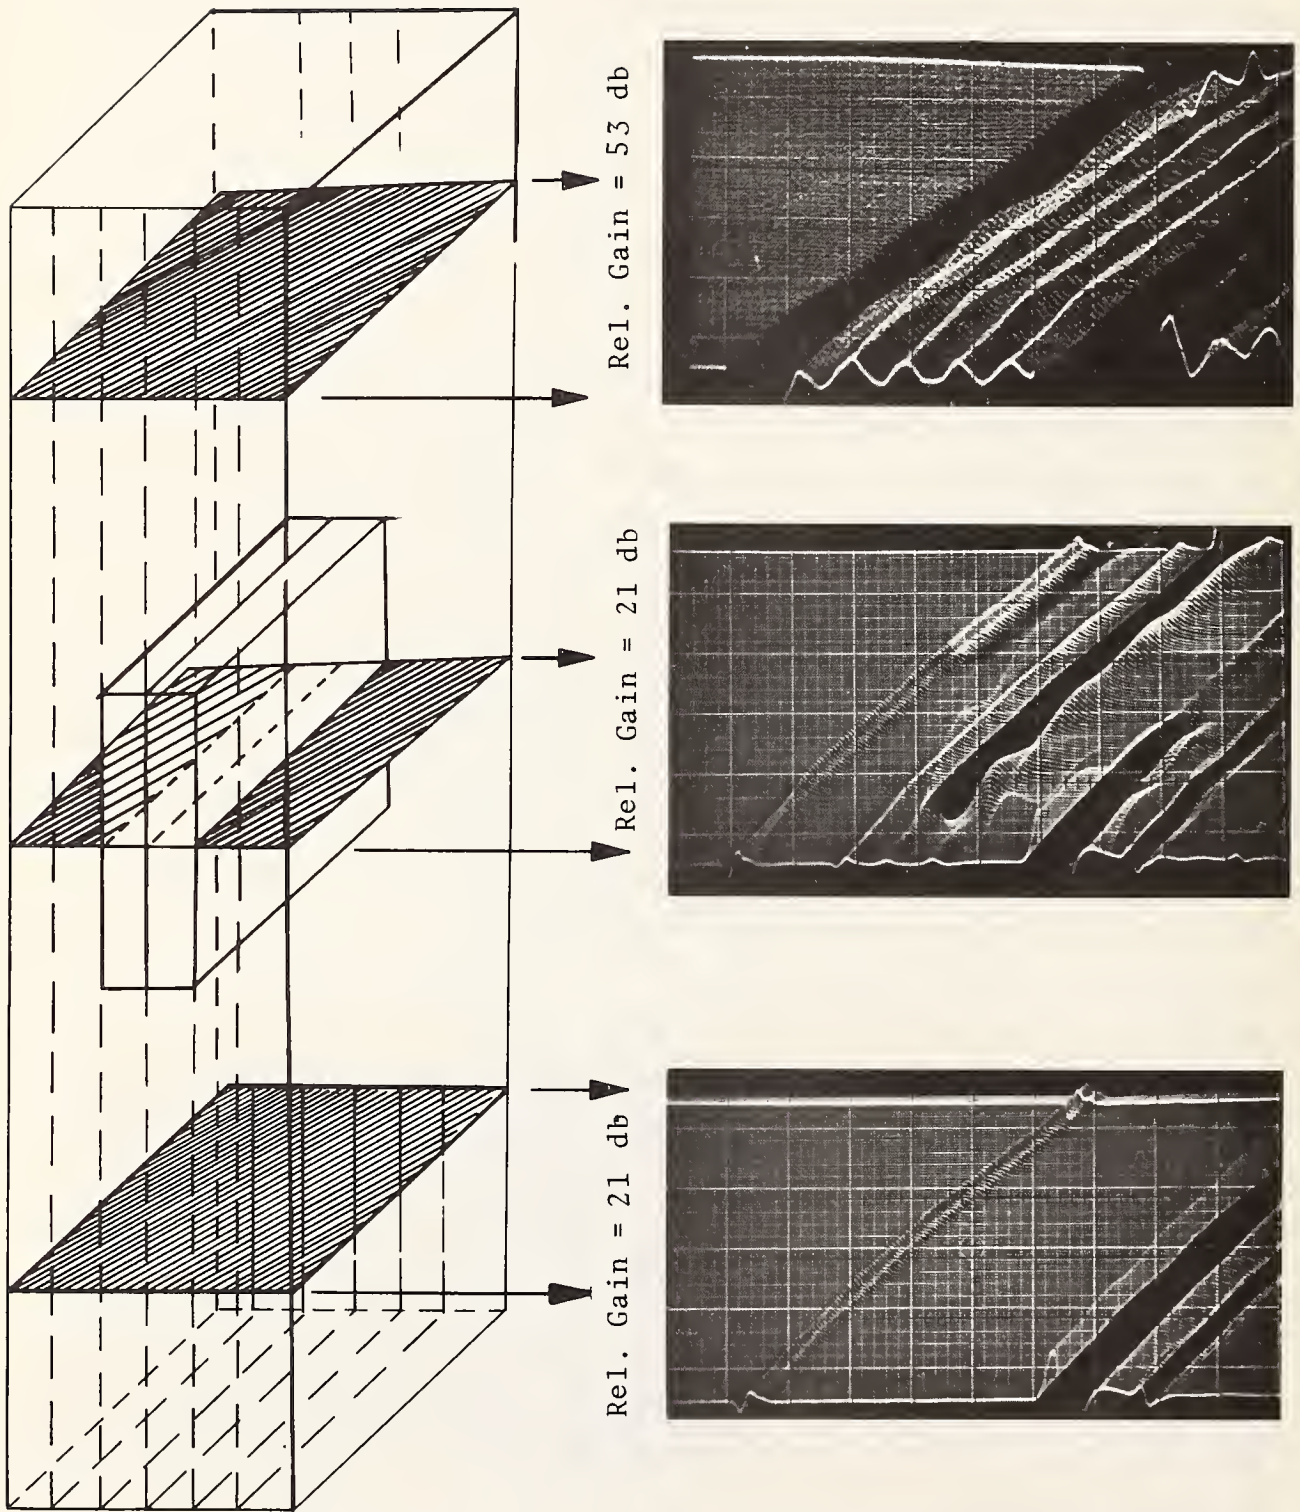 Rel. Gain = 53 db
Rel. Gain = 21 db
Rel. Gain = 21 db